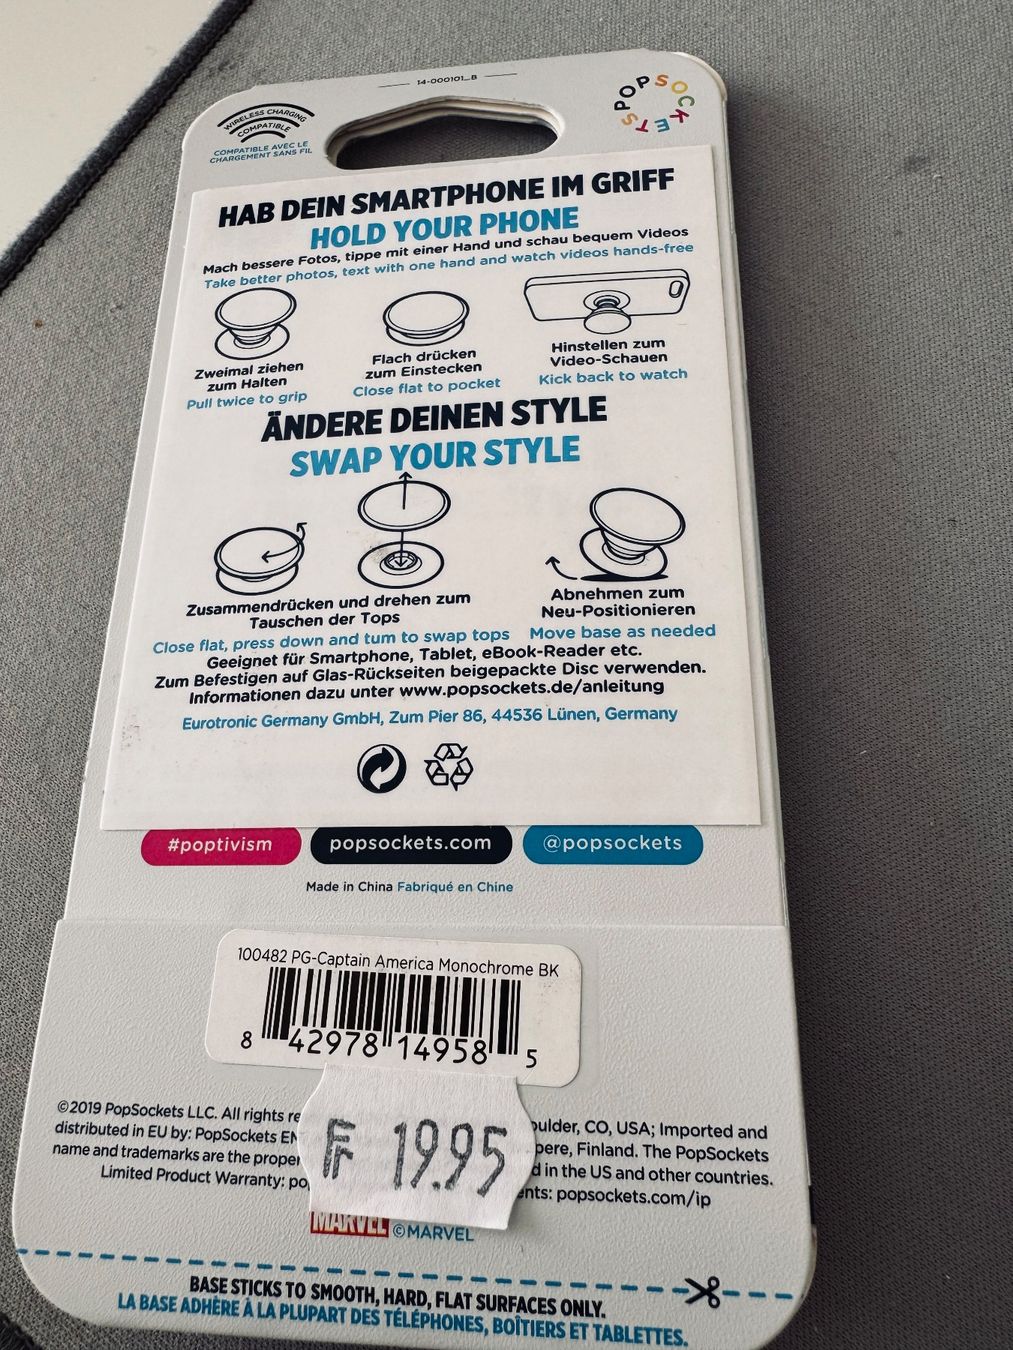 14-000101_B
WIRELESS CHARGING
COMPATIBLE
COMPATIBLE AVEC LE
CHARGEMENT SANS FIL
POPSOCKETS
HAB DEIN SMARTPHONE IM GRIFF
HOLD YOUR PHONE
Mach bessere Fotos, tippe mit einer Hand und schau bequem Videos
Take better photos, text with one hand and watch videos hands-free
Zweimal ziehen
zum Halten
Pull twice to grip
Flach drücken
zum Einstecken
Close flat to pocket
Hinstellen zum
Video-Schauen
Kick back to watch
ÄNDERE DEINEN STYLE
SWAP YOUR STYLE
Zusammendrücken und drehen zum
Tauschen der Tops
Close flat, press down and tum to swap tops
Abnehmen zum
Neu-Positionieren
Move base as needed
Geeignet für Smartphone, Tablet, eBook-Reader etc.
Zum Befestigen auf Glas-Rückseiten beigepackte Disc verwenden.
Informationen dazu unter www.popsockets.de/anleitung
Eurotronic Germany GmbH, Zum Pier 86, 44536 Lünen, Germany
#poptivism popsockets.com @popsockets
Made in China Fabriqué en Chine
100482 PG-Captain America Monochrome BK
8 42978 14958 5
©2019 PopSockets LLC. All rights CO, USA; Imported and
distributed in EU by: PopSockets Finland. The PopSockets
name and trademarks are the in the US and other countries.
Limited Product Warranty: popsockets.com/ip
FF 19.95
MARVEL ©MARVEL
BASE STICKS TO SMOOTH, HARD, FLAT SURFACES ONLY.
LA BASE ADHÈRE À LA PLUPART DES TÉLÉPHONES, BOÎTIERS ET TABLETTES.